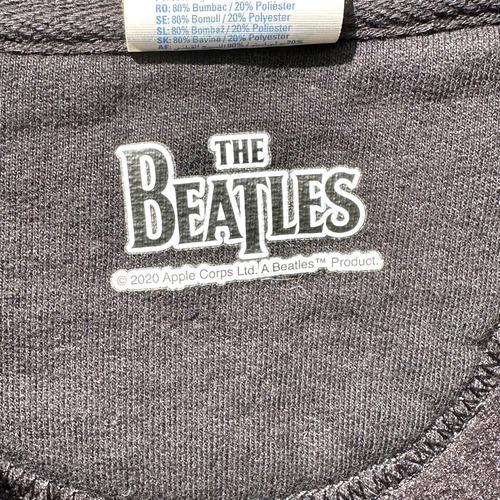 RO: 80% Bumbac / 20% Poliéster
SE: 80% Bomull / 20% Polyester
SL: 80% Bombaž / 20% Poliester
SK: 80% Bavlna / 20% Polyester
THE
BEATLES
© 2020 Apple Corps Ltd. A Beatles™ Product.